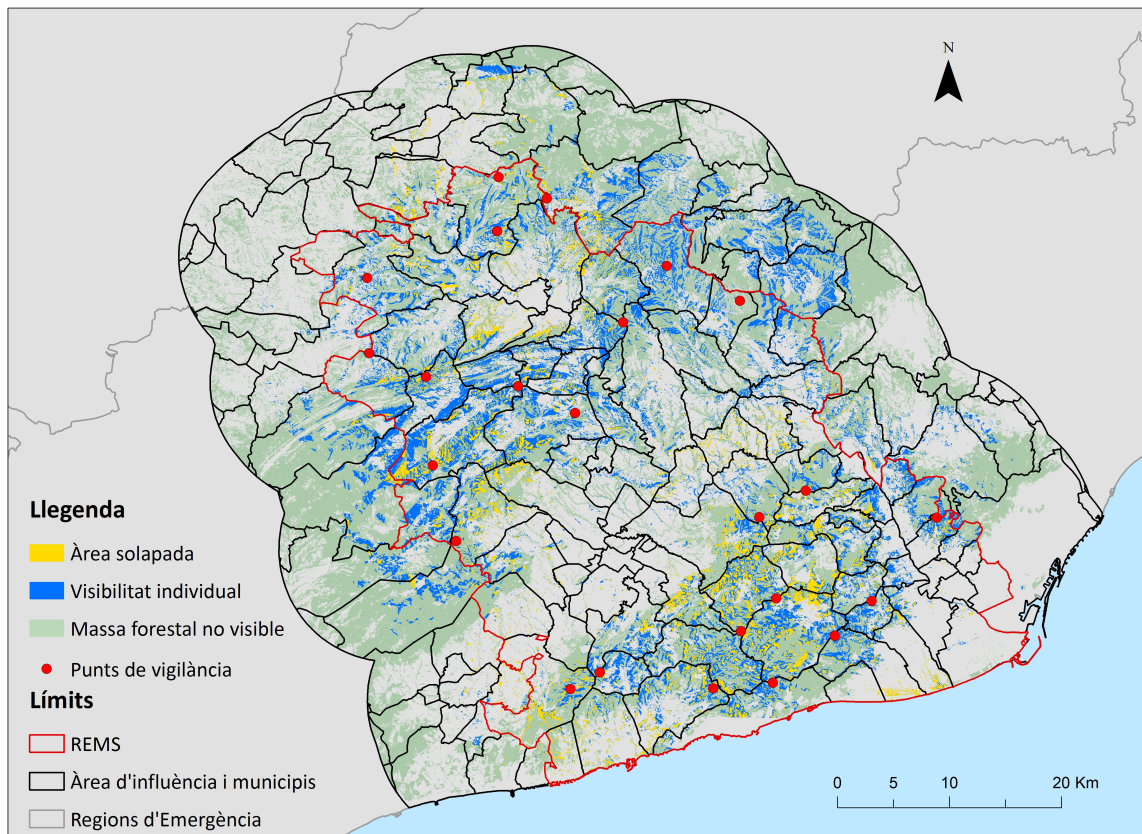 N
Llegenda
Àrea solapada
Visibilitat individual
Massa forestal no visible
Punts de vigilància
Límits
REMS
Àrea d'influència i municipis
Regions d'Emergència
0 5 10 20 Km